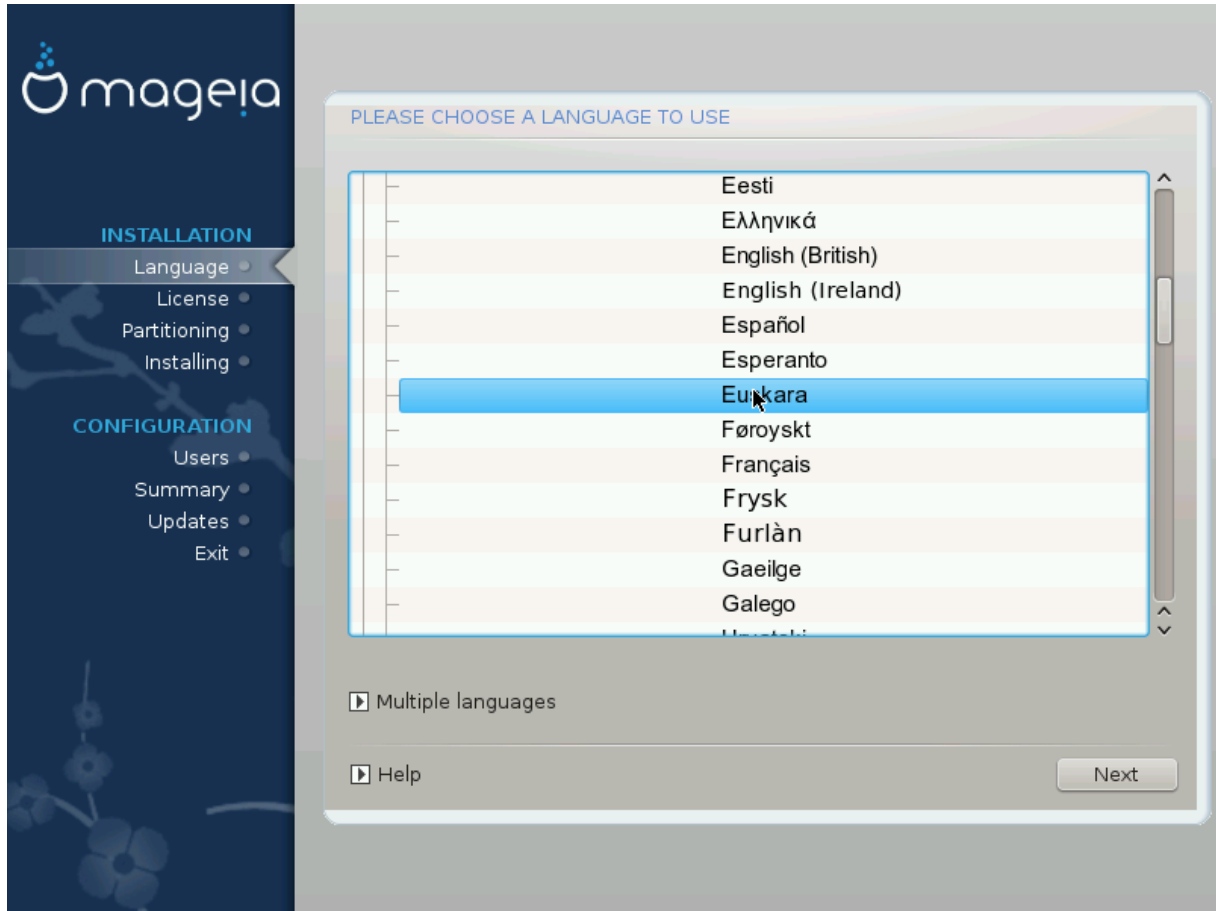 mageia
INSTALLATION
Language
License
Partitioning
Installing
CONFIGURATION
Users
Summary
Updates
Exit
PLEASE CHOOSE A LANGUAGE TO USE
Eesti
Ελληνικά
English (British)
English (Ireland)
Español
Esperanto
Euskara
Føroyskt
Français
Frysk
Furlàn
Gaeilge
Galego
Multiple languages
Help
Next